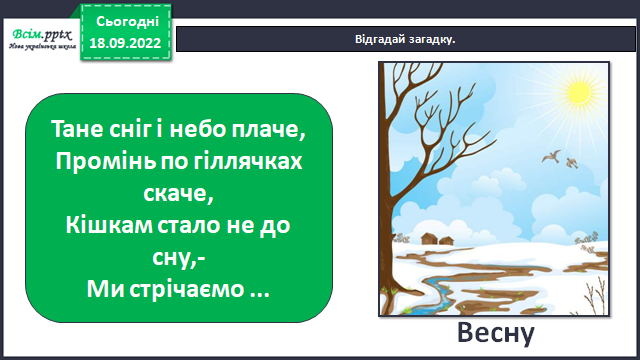 Всім.pptx
Нова українська школа
Сьогодні
18.09.2022
Відгадай загадку.
Тане сніг і небо плаче,
Промінь по гіллячках
скаче,
Кішкам стало не до
сну,-
Ми стрічаємо ...
Весну